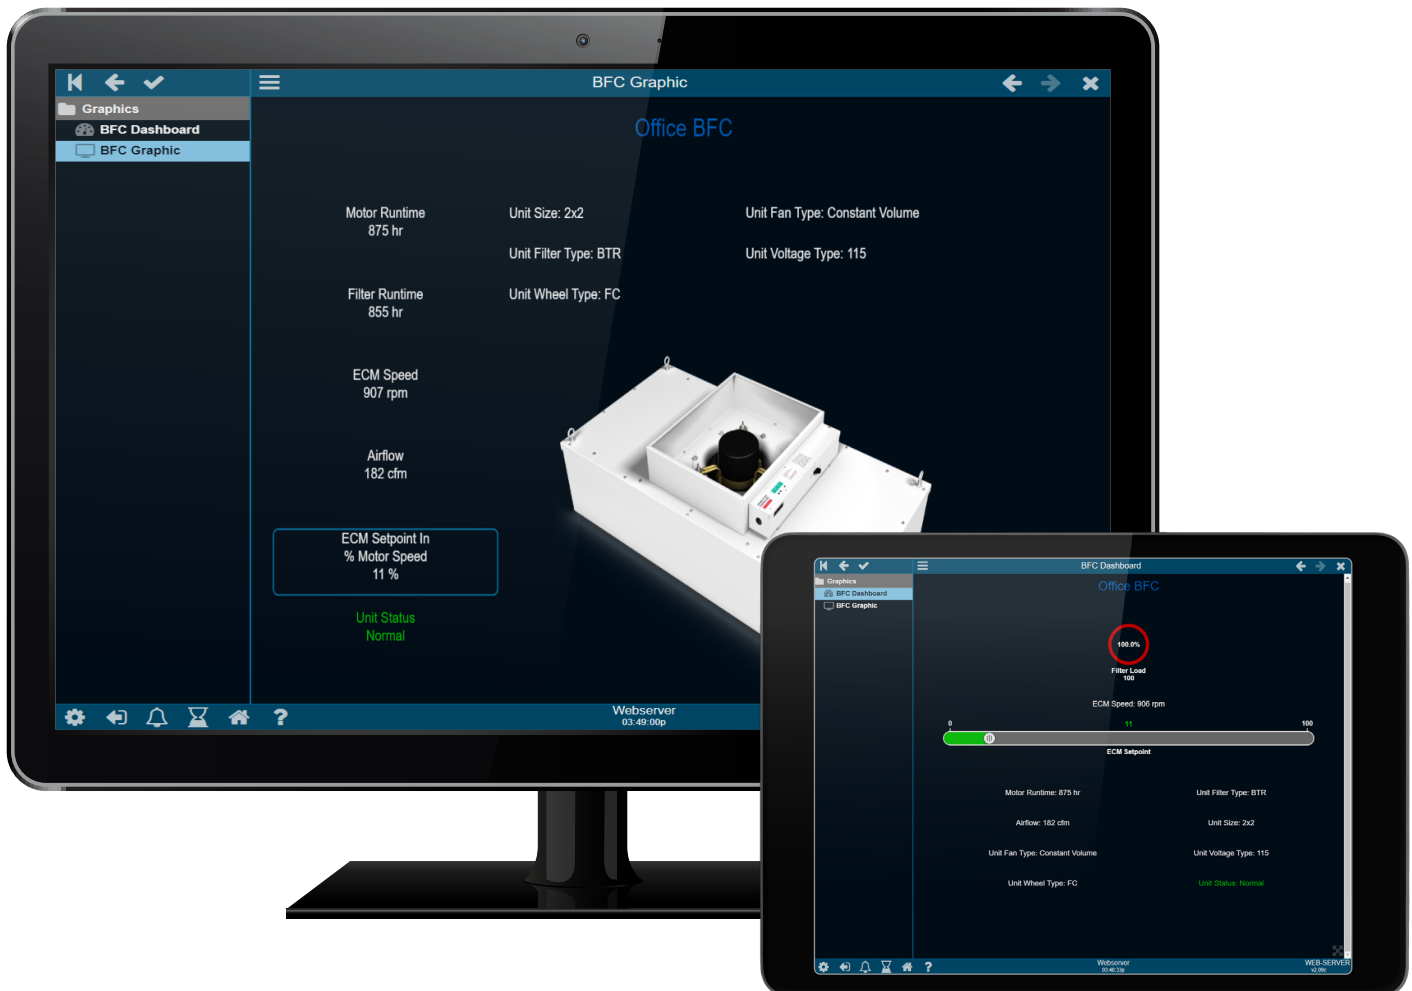 BFC Graphic
Graphics
BFC Dashboard
BFC Graphic
Office BFC
Motor Runtime
875 hr
Unit Size: 2x2
Unit Fan Type: Constant Volume
Unit Filter Type: BTR
Unit Voltage Type: 115
Filter Runtime
855 hr
Unit Wheel Type: FC
ECM Speed
907 rpm
Airflow
182 cfm
ECM Setpoint In
% Motor Speed
11 %
Unit Status
Normal
?
Webserver
03:49:00p
BFC Dashboard
Graphics
BFC Dashboard
BFC Graphic
Office BFC
100.0%
Filter Load
100
ECM Speed: 906 rpm
0 11 100
ECM Setpoint
Motor Runtime: 875 hr
Unit Filter Type: BTR
Airflow: 182 cfm
Unit Size: 2x2
Unit Fan Type: Constant Volume
Unit Voltage Type: 115
Unit Wheel Type: FC
Unit Status: Normal
?
Webserver
03:48:33p
WEB-SERVER
v2.09c